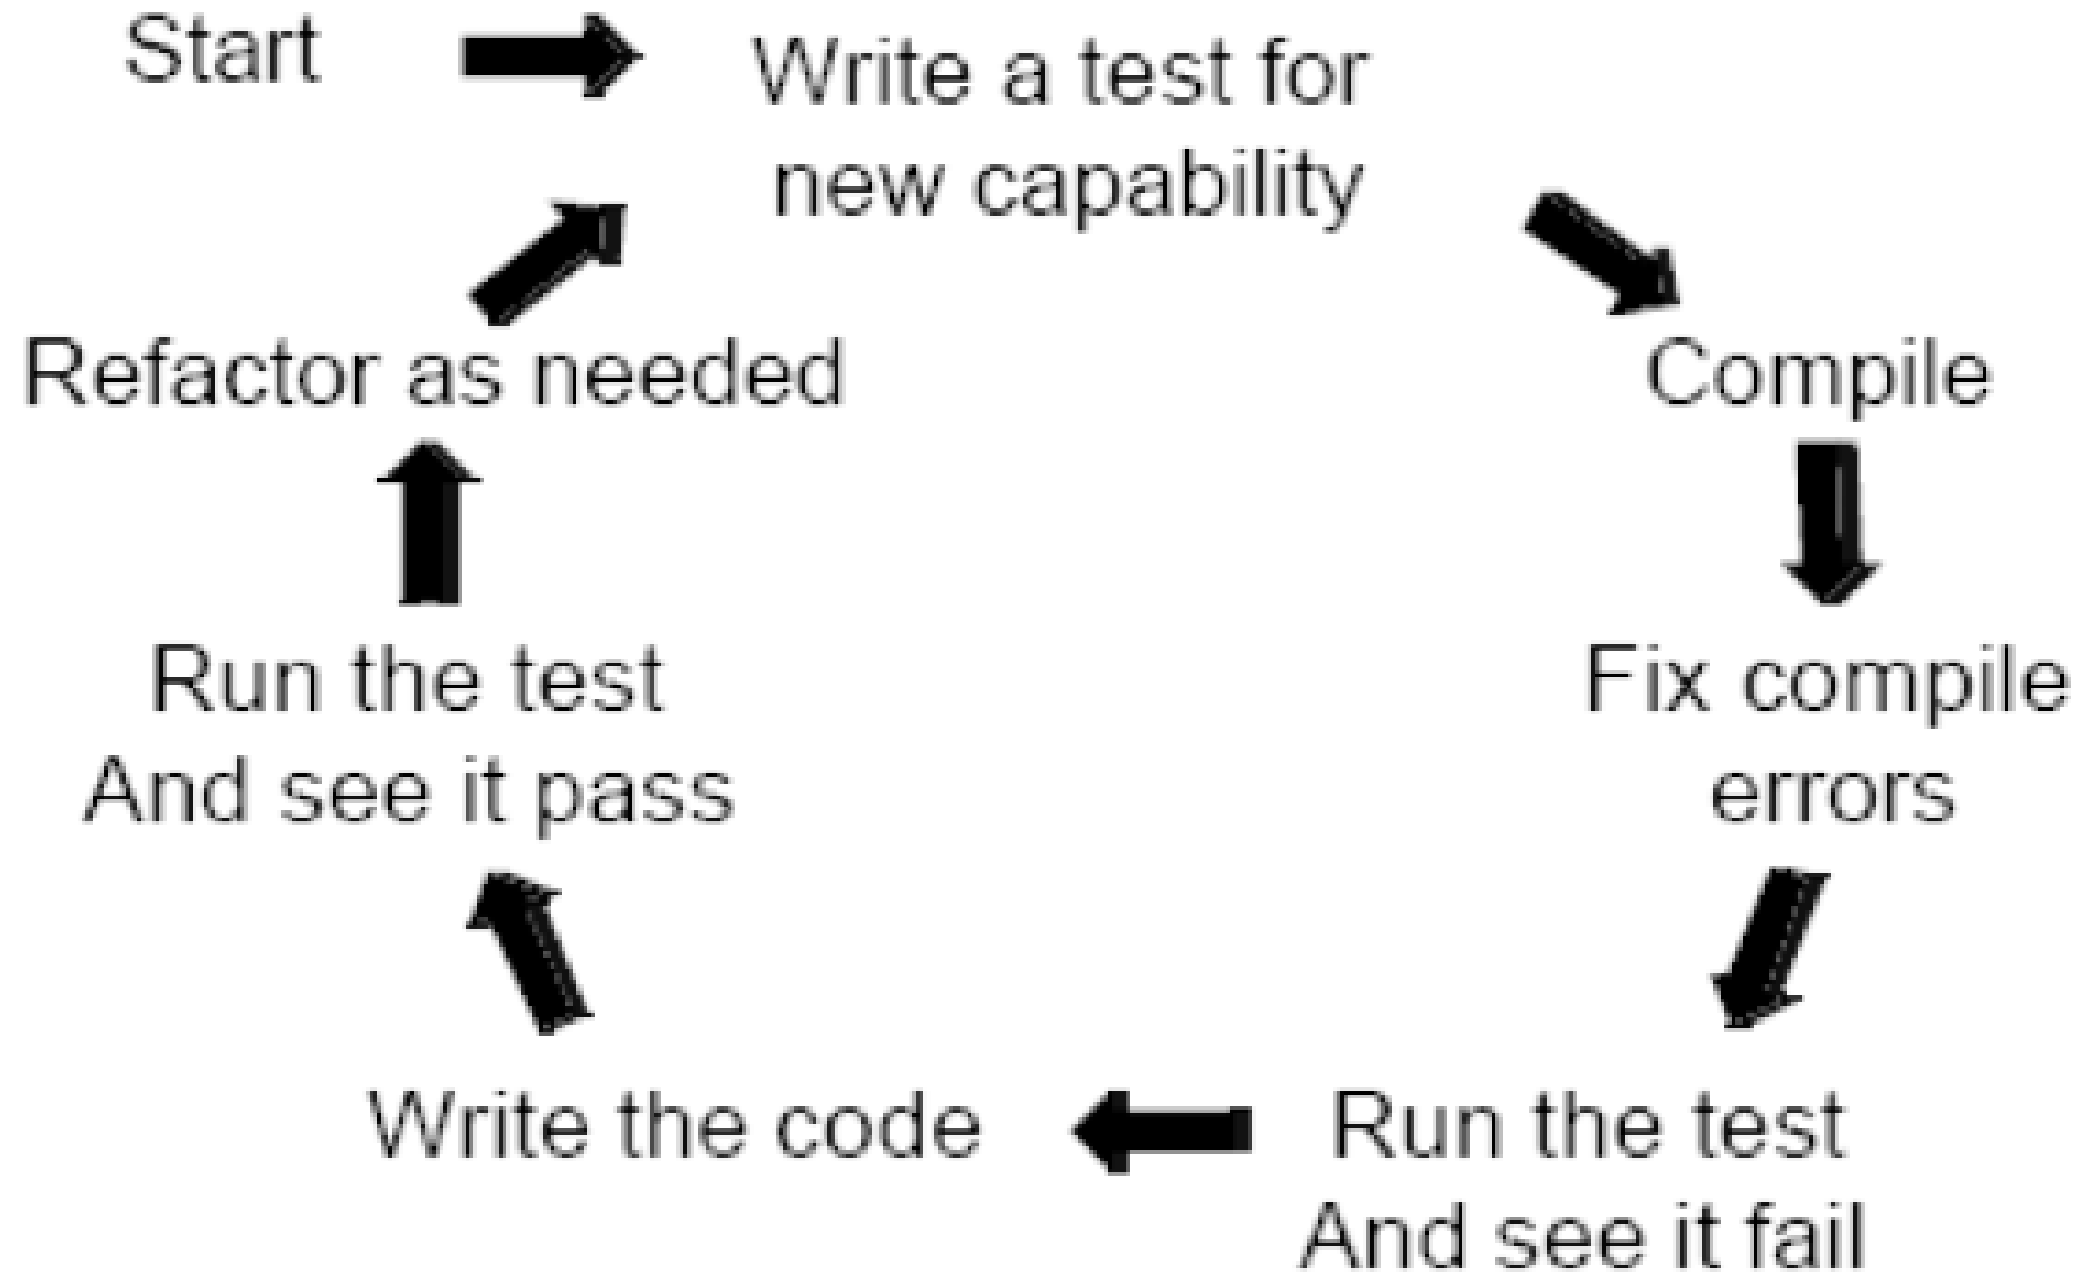 Start
Write a test for
new capability
Refactor as needed
Compile
Run the test
And see it pass
Fix compile
errors
Write the code
Run the test
And see it fail